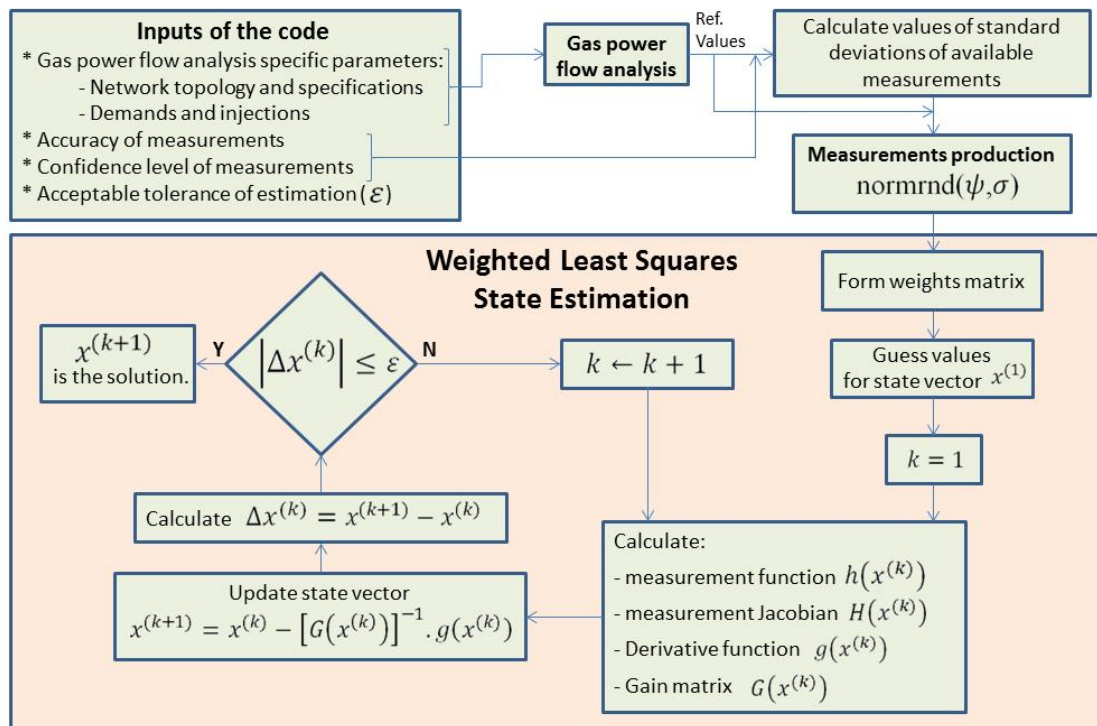 Inputs of the code
* Gas power flow analysis specific parameters:
- Network topology and specifications
- Demands and injections
* Accuracy of measurements
* Confidence level of measurements
* Acceptable tolerance of estimation (ε)
Gas power
flow analysis
Ref.
Values
Calculate values of standard
deviations of available
measurements
Measurements production
normrnd(ψ,σ)
Weighted Least Squares
State Estimation
Form weights matrix
Guess values
for state vector x^(1)
k = 1
Calculate:
- measurement function h(x^(k))
- measurement Jacobian H(x^(k))
- Derivative function g(x^(k))
- Gain matrix G(x^(k))
Update state vector
x^(k+1) = x^(k) − [G(x^(k))]^−1 . g(x^(k))
Calculate Δx^(k) = x^(k+1) − x^(k)
|Δx^(k)| ≤ ε
Y
N
x^(k+1)
is the solution.
k ← k + 1